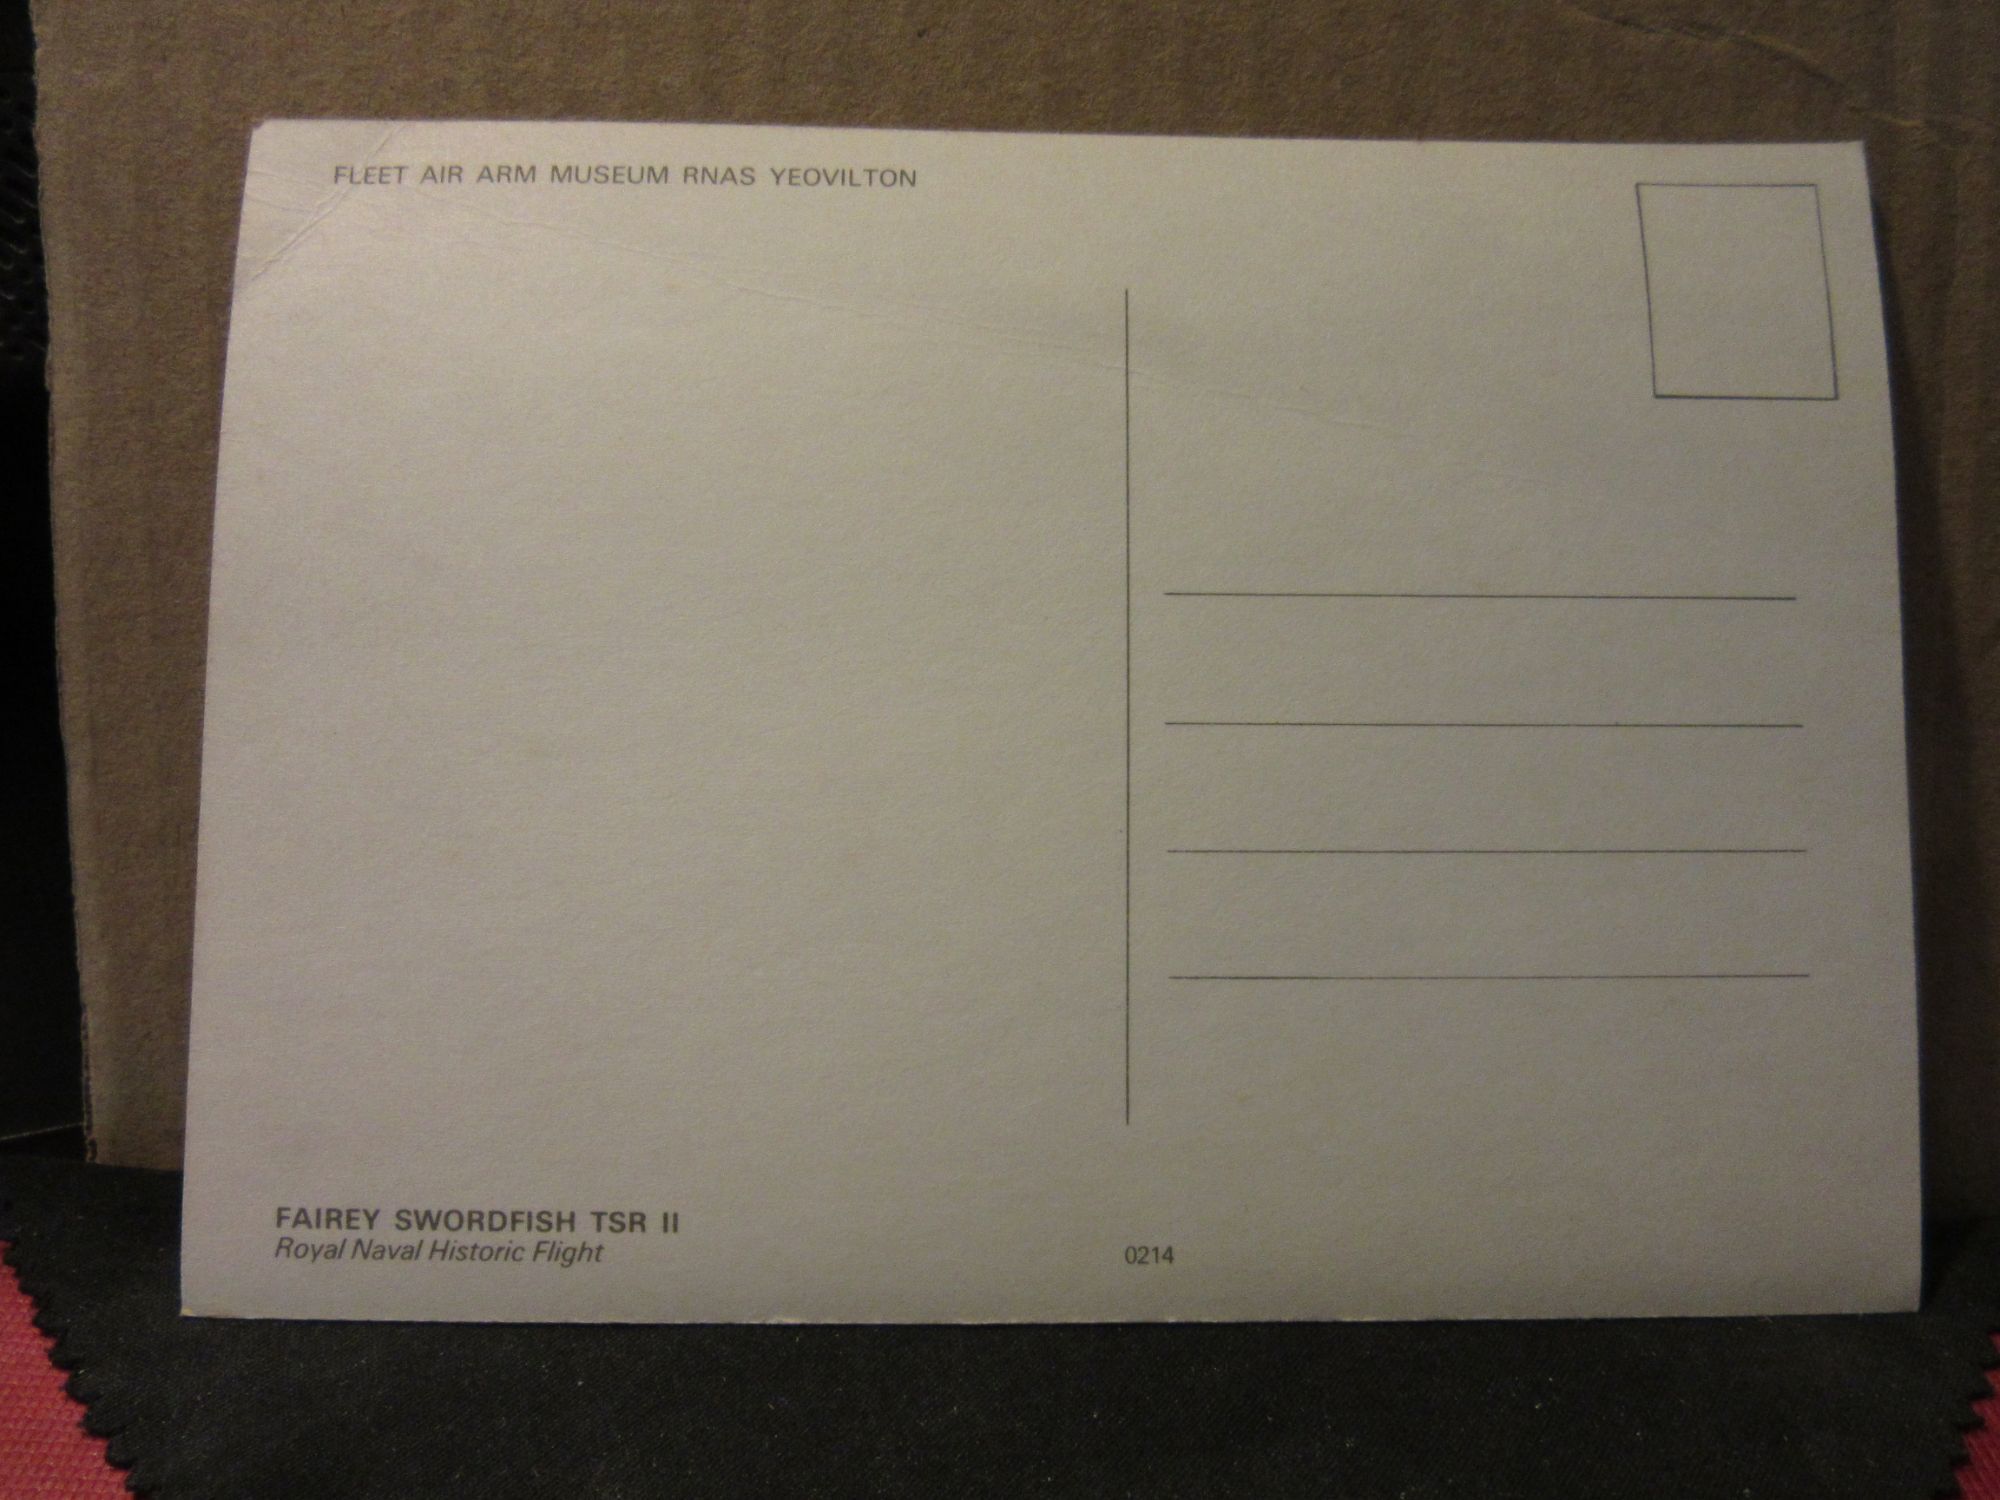 FLEET AIR ARM MUSEUM RNAS YEOVILTON
FAIREY SWORDFISH TSR II
Royal Naval Historic Flight
0214